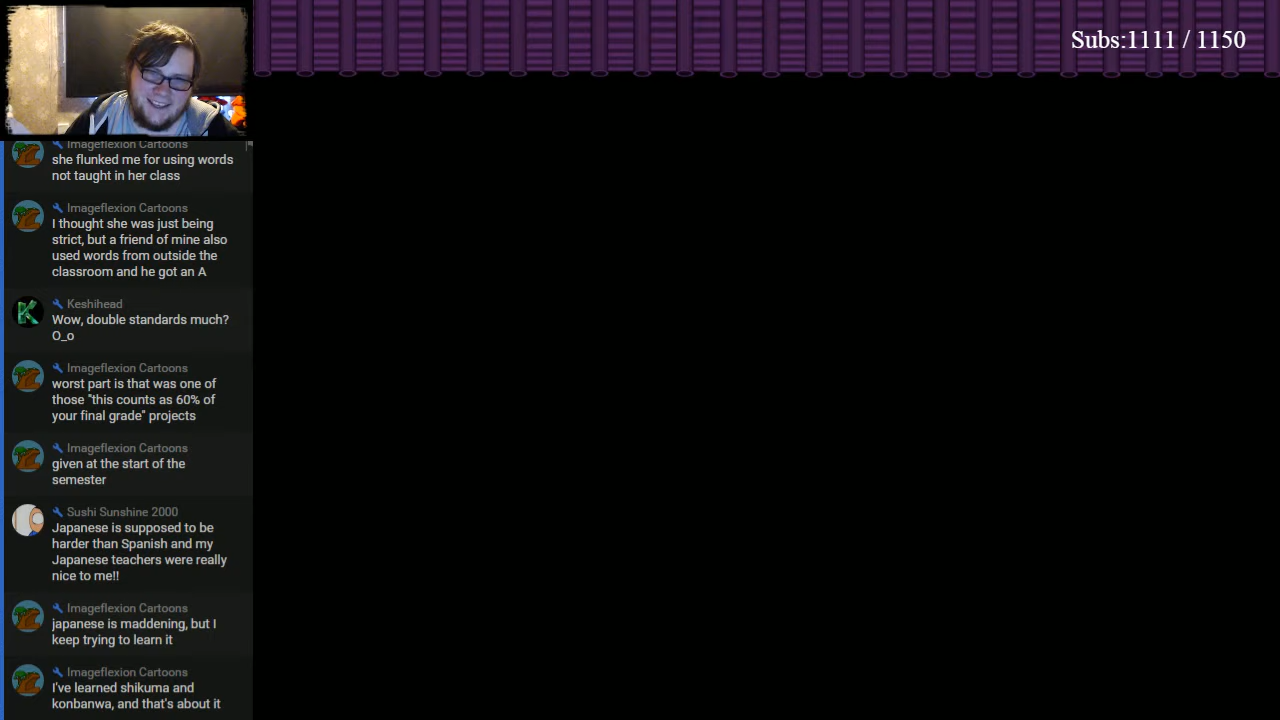 Subs:1111 / 1150
Imageflexion Cartoons
she flunked me for using words
not taught in her class
Imageflexion Cartoons
I thought she was just being
strict, but a friend of mine also
used words from outside the
classroom and he got an A
Keshihead
Wow, double standards much?
O_o
Imageflexion Cartoons
worst part is that was one of
those "this counts as 60% of
your final grade" projects
Imageflexion Cartoons
given at the start of the
semester
Sushi Sunshine 2000
Japanese is supposed to be
harder than Spanish and my
Japanese teachers were really
nice to me!!
Imageflexion Cartoons
japanese is maddening, but I
keep trying to learn it
Imageflexion Cartoons
I've learned shikuma and
konbanwa, and that's about it